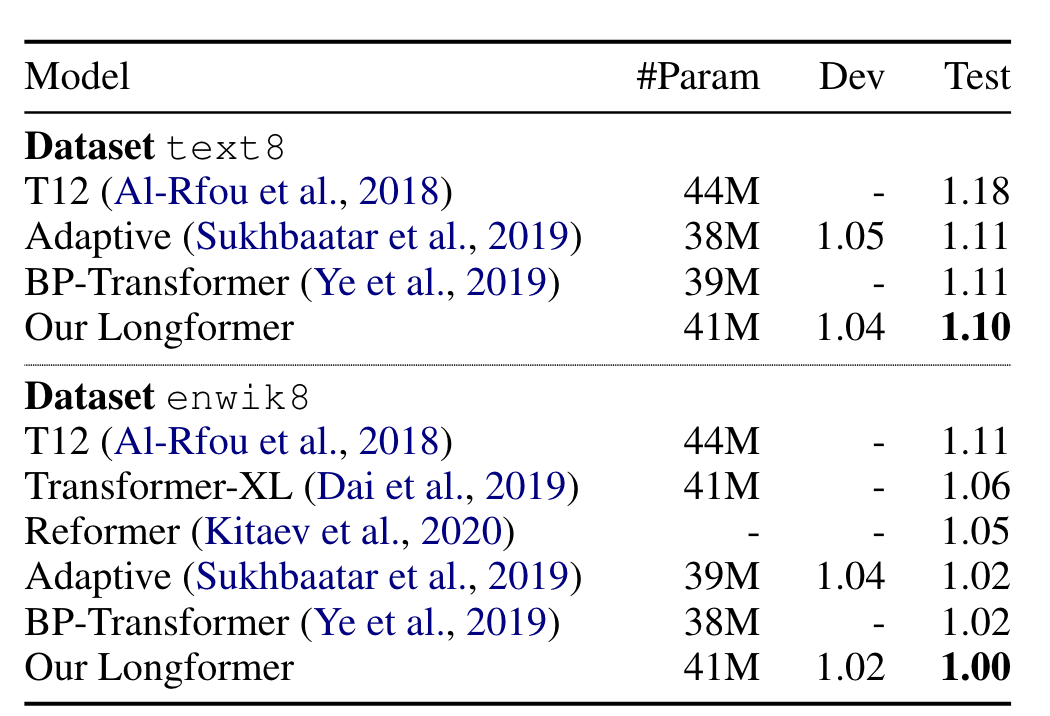 Model #Param Dev Test
Dataset text8
T12 (Al-Rfou et al., 2018) 44M - 1.18
Adaptive (Sukhbaatar et al., 2019) 38M 1.05 1.11
BP-Transformer (Ye et al., 2019) 39M - 1.11
Our Longformer 41M 1.04 1.10
Dataset enwik8
T12 (Al-Rfou et al., 2018) 44M - 1.11
Transformer-XL (Dai et al., 2019) 41M - 1.06
Reformer (Kitaev et al., 2020) - - 1.05
Adaptive (Sukhbaatar et al., 2019) 39M 1.04 1.02
BP-Transformer (Ye et al., 2019) 38M - 1.02
Our Longformer 41M 1.02 1.00